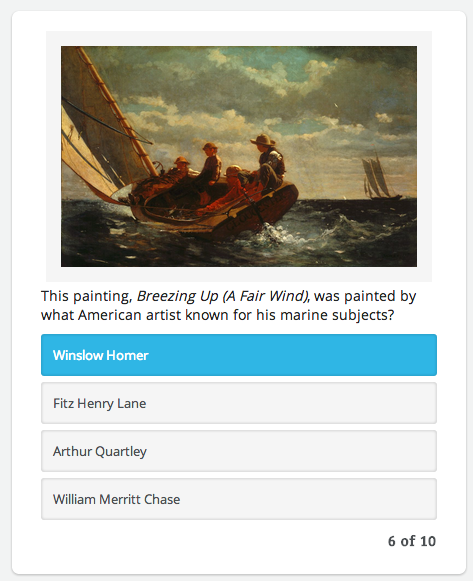 This painting, Breezing Up (A Fair Wind), was painted by
what American artist known for his marine subjects?
Winslow Homer
Fitz Henry Lane
Arthur Quartley
William Merritt Chase
6 of 10